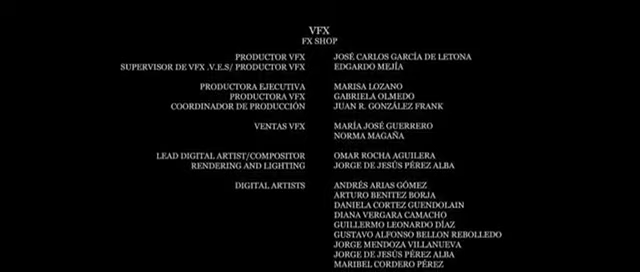 VFX
FX SHOP
PRODUCTOR VFX JOSÉ CARLOS GARCÍA DE LETONA
SUPERVISOR DE VFX .V.E.S/ PRODUCTOR VFX EDGARDO MEJÍA
PRODUCTORA EJECUTIVA MARISA LOZANO
PRODUCTORA VFX GABRIELA OLMEDO
COORDINADOR DE PRODUCCIÓN JUAN R. GONZÁLEZ FRANK
VENTAS VFX MARÍA JOSÉ GUERRERO
NORMA MAGAÑA
LEAD DIGITAL ARTIST/COMPOSITOR OMAR ROCHA AGUILERA
RENDERING AND LIGHTING JORGE DE JESÚS PÉREZ ALBA
DIGITAL ARTISTS ANDRÉS ARIAS GÓMEZ
ARTURO BENITEZ BORJA
DANIELA CORTEZ GUENDOLAIN
DIANA VERGARA CAMACHO
GUILLERMO LEONARDO DÍAZ
GUSTAVO ALFONSO BELLON REBOLLEDO
JORGE MENDOZA VILLANUEVA
JORGE DE JESÚS PÉREZ ALBA
MARIBEL CORDERO PÉREZ